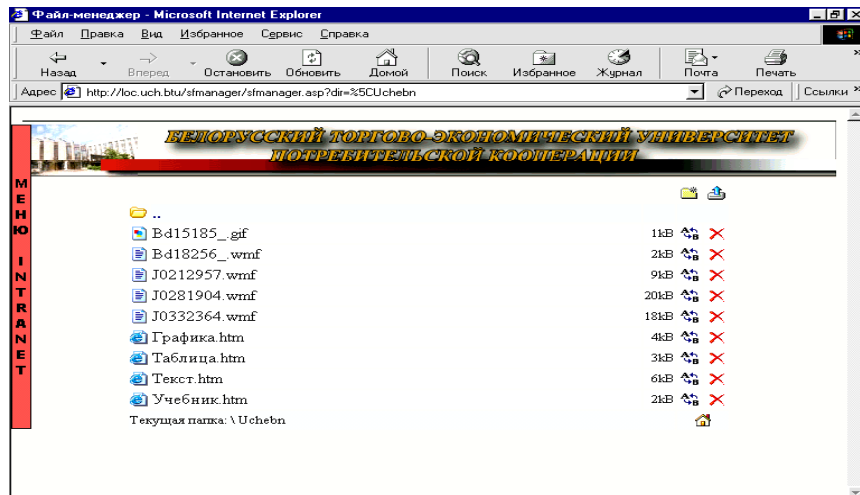 Файл-менеджер - Microsoft Internet Explorer
Файл Правка Вид Избранное Сервис Справка
Назад Вперед Остановить Обновить Домой Поиск Избранное Журнал Почта Печать
Адрес http://loc.uch.btu/sfmanager/sfmanager.asp?dir=%5CUchebn Переход Ссылки
БЕЛОРУССКИЙ ТОРГОВО-ЭКОНОМИЧЕСКИЙ УНИВЕРСИТЕТ
ПОТРЕБИТЕЛЬСКОЙ КООПЕРАЦИИ
МЕНЮ INTRANET
..
Bd15185_.gif 1kB
Bd18256_.wmf 2kB
J0212957.wmf 9kB
J0281904.wmf 20kB
J0332364.wmf 18kB
Графика.htm 4kB
Таблица.htm 3kB
Текст.htm 6kB
Учебник.htm 2kB
Текущая папка: \ Uchebn